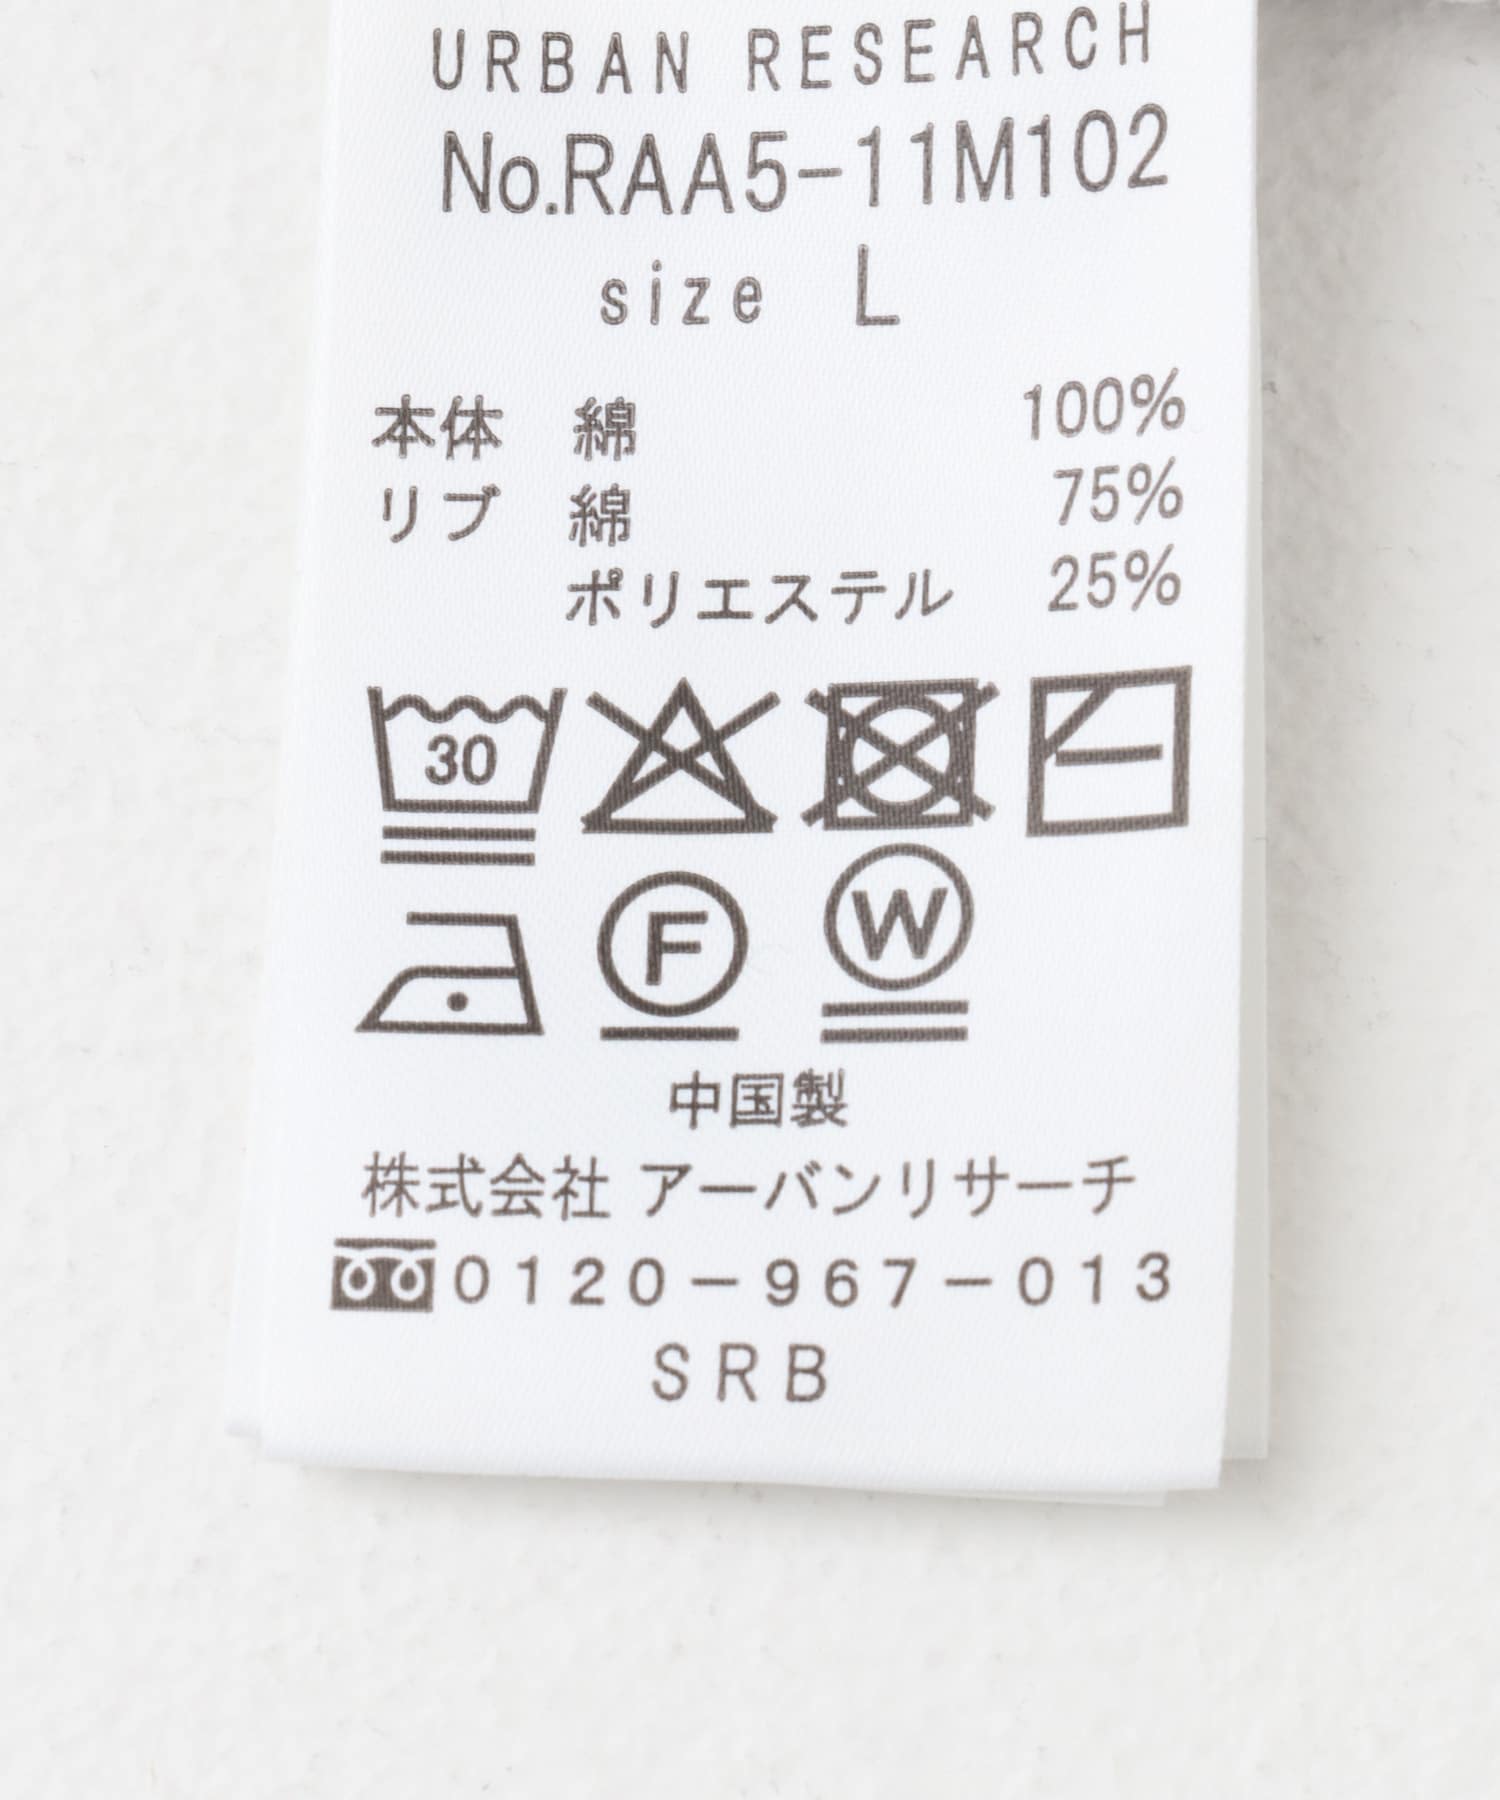 URBAN RESEARCH
No.RAA5-11M102
size L
本体 綿 100%
リブ 綿 75%
ポリエステル 25%
30
F W
中国製
株式会社 アーバンリサーチ
0120-967-013
SRB